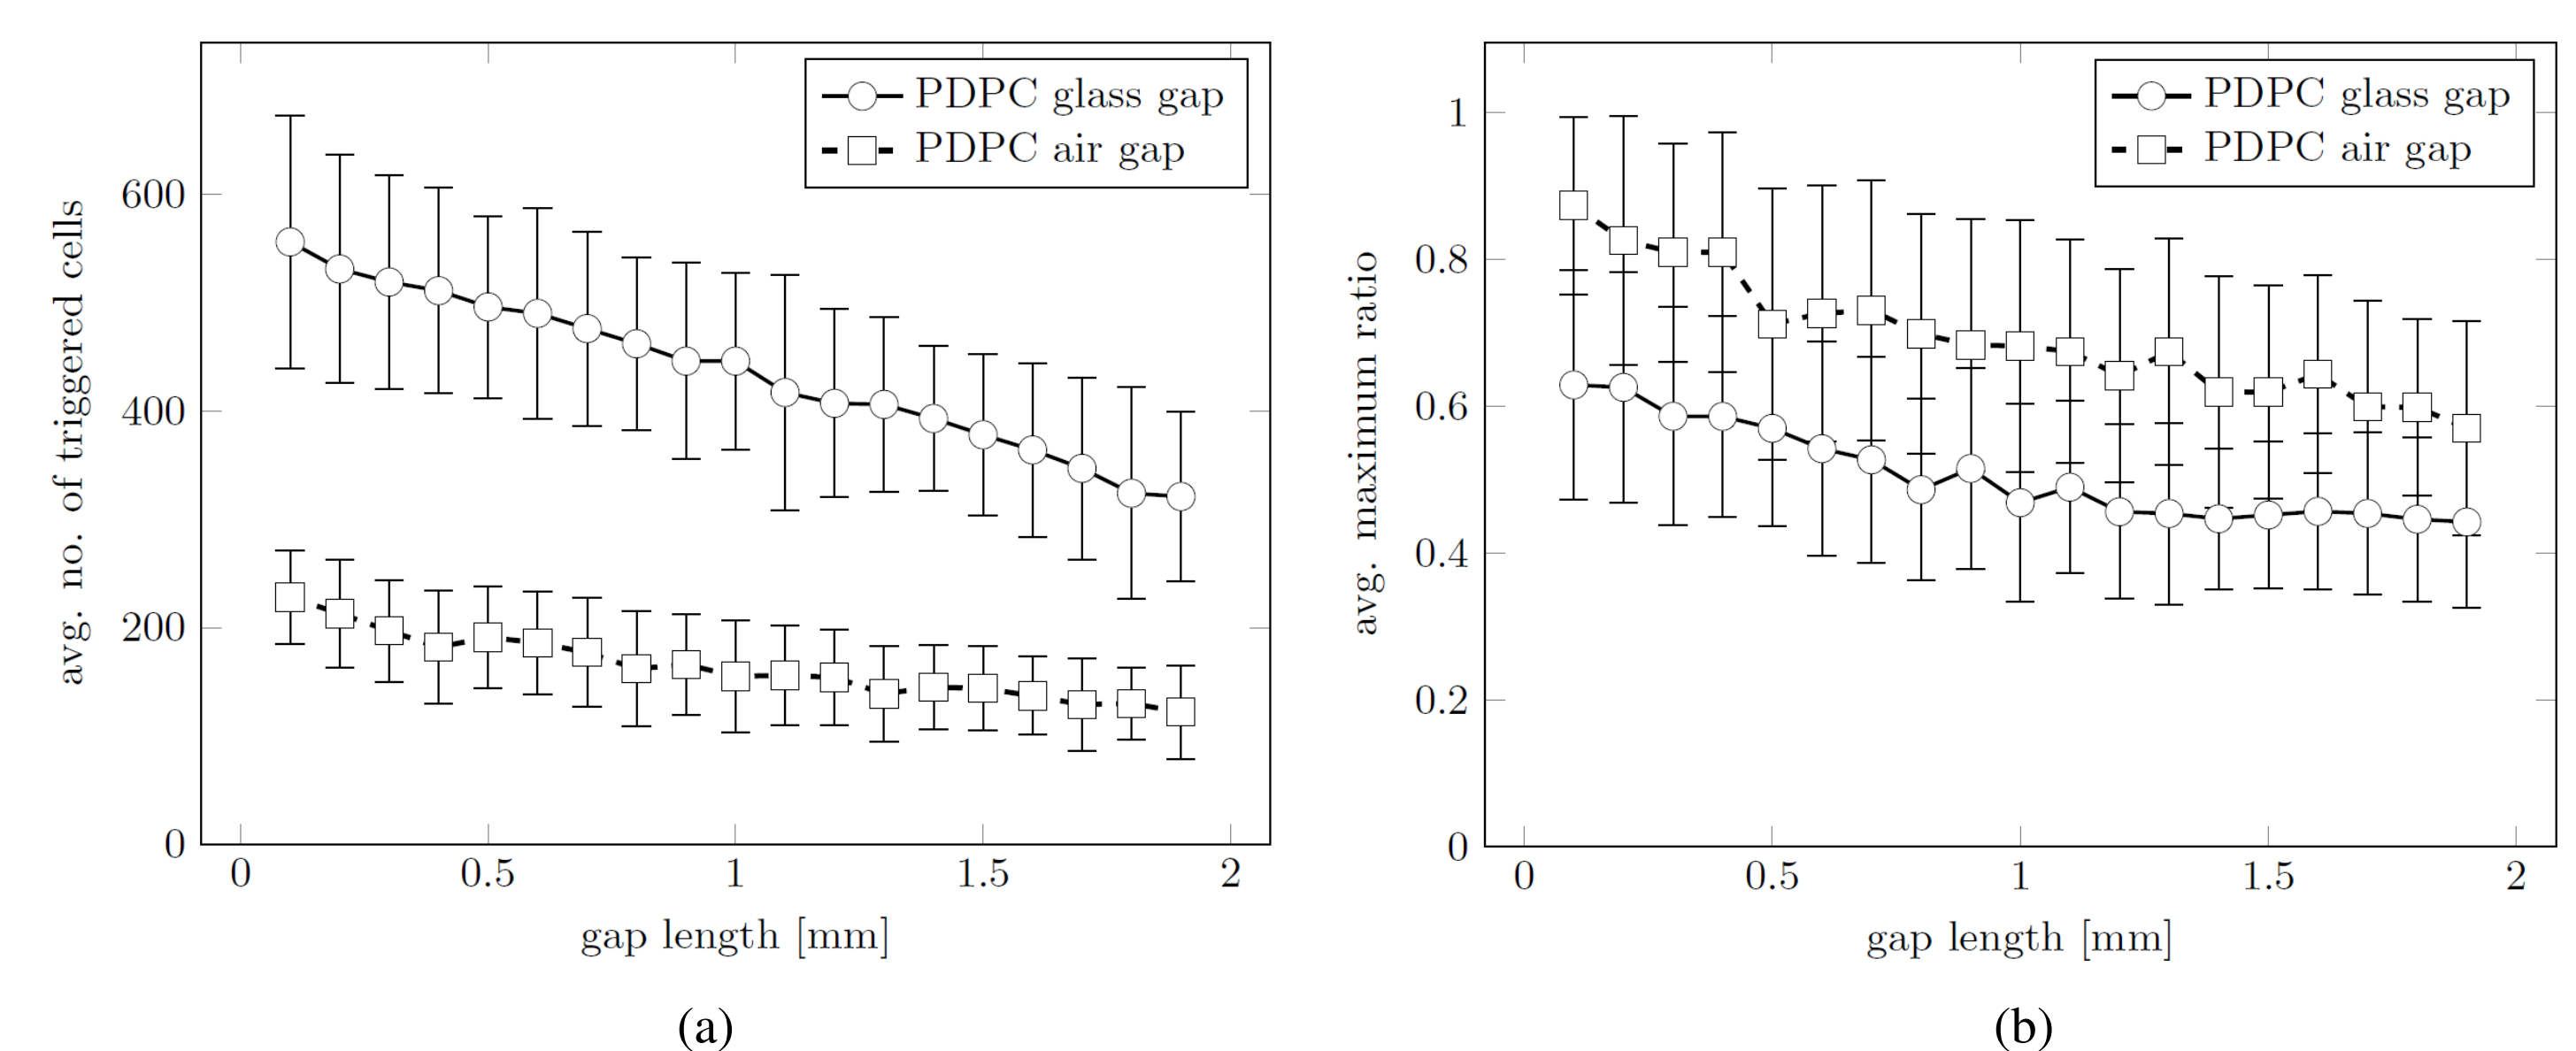 PDPC glass gap
PDPC air gap
avg. no. of triggered cells
600
400
200
0
0 0.5 1 1.5 2
gap length [mm]
(a)
PDPC glass gap
PDPC air gap
avg. maximum ratio
1
0.8
0.6
0.4
0.2
0
0 0.5 1 1.5 2
gap length [mm]
(b)